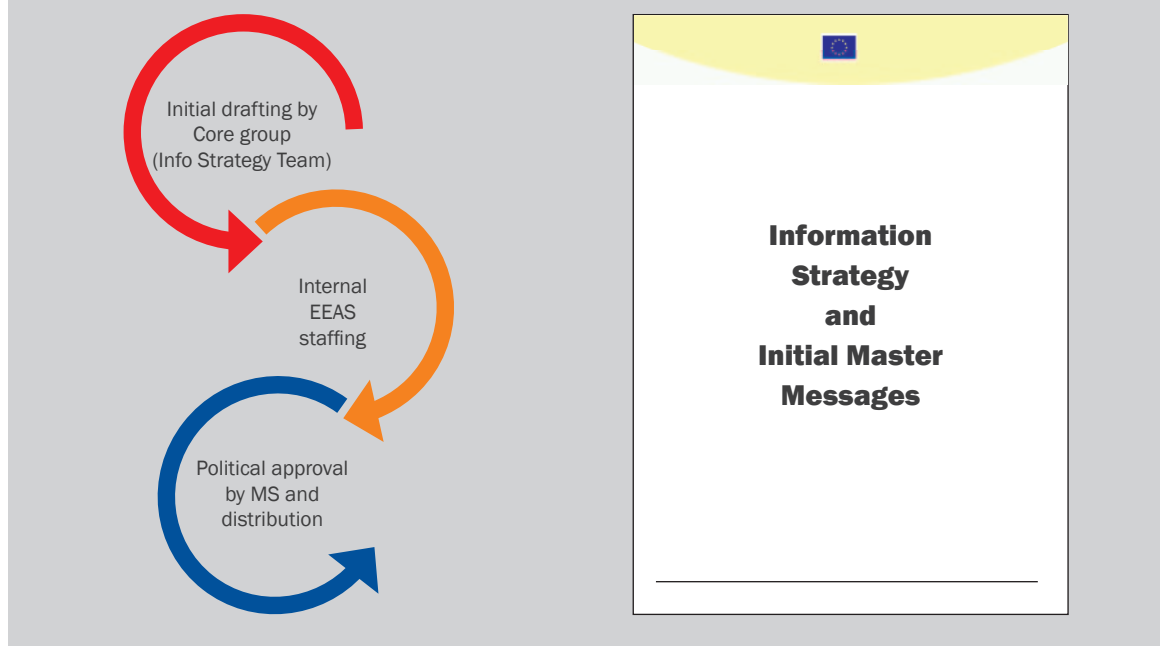 Initial drafting by
Core group
(Info Strategy Team)
Internal
EEAS
staffing
Political approval
by MS and
distribution
Information
Strategy
and
Initial Master
Messages